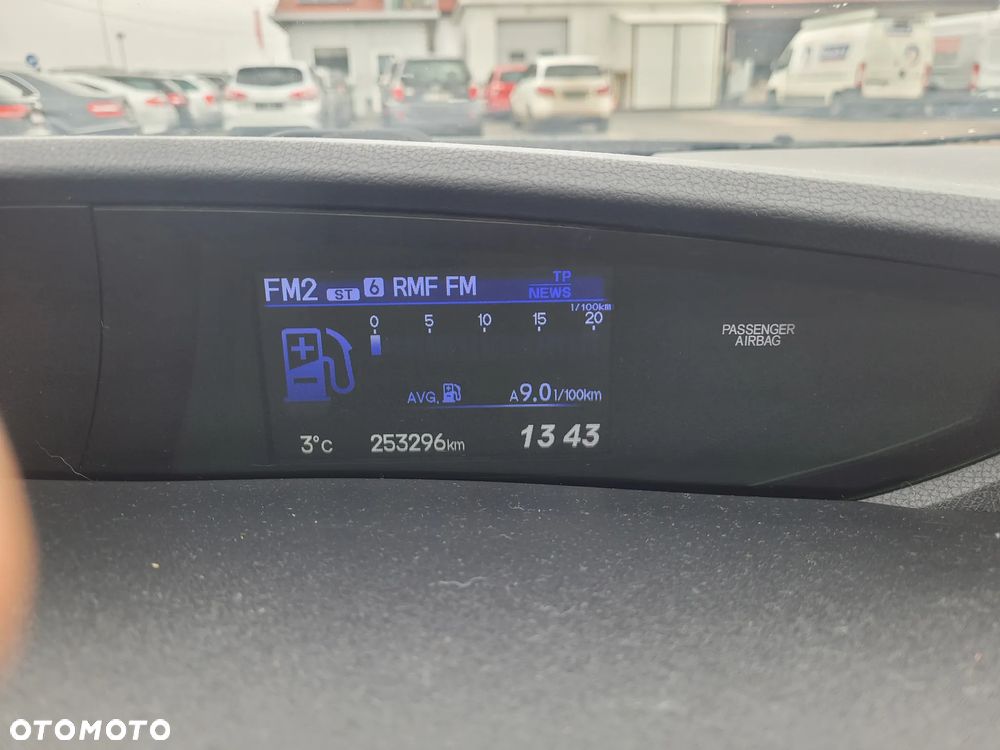 FM2 ST 6 RMF FM TP NEWS
l/100km
0 5 10 15 20
AVG. A9.0 l/100km
3°C 253296km 13 43
PASSENGER
AIRBAG
OTOMOTO